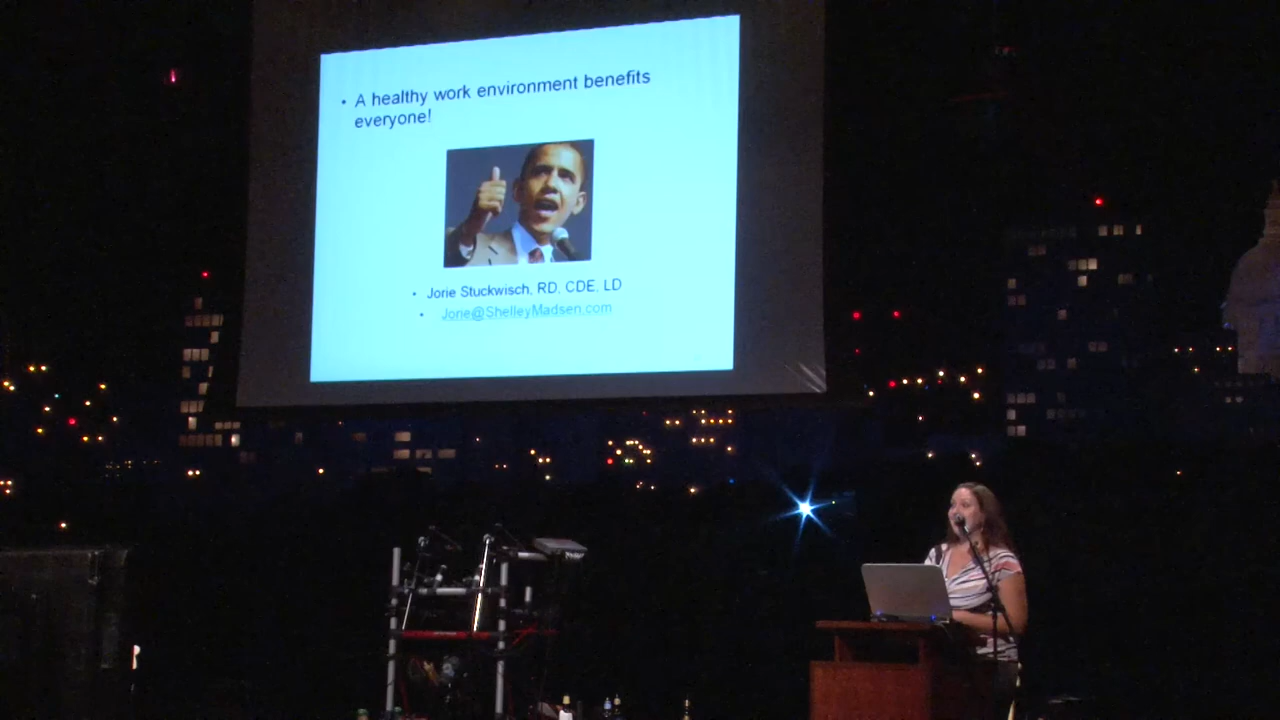 • A healthy work environment benefits
everyone!
• Jorie Stuckwisch, RD, CDE, LD
• Jorie@ShelleyMadsen.com